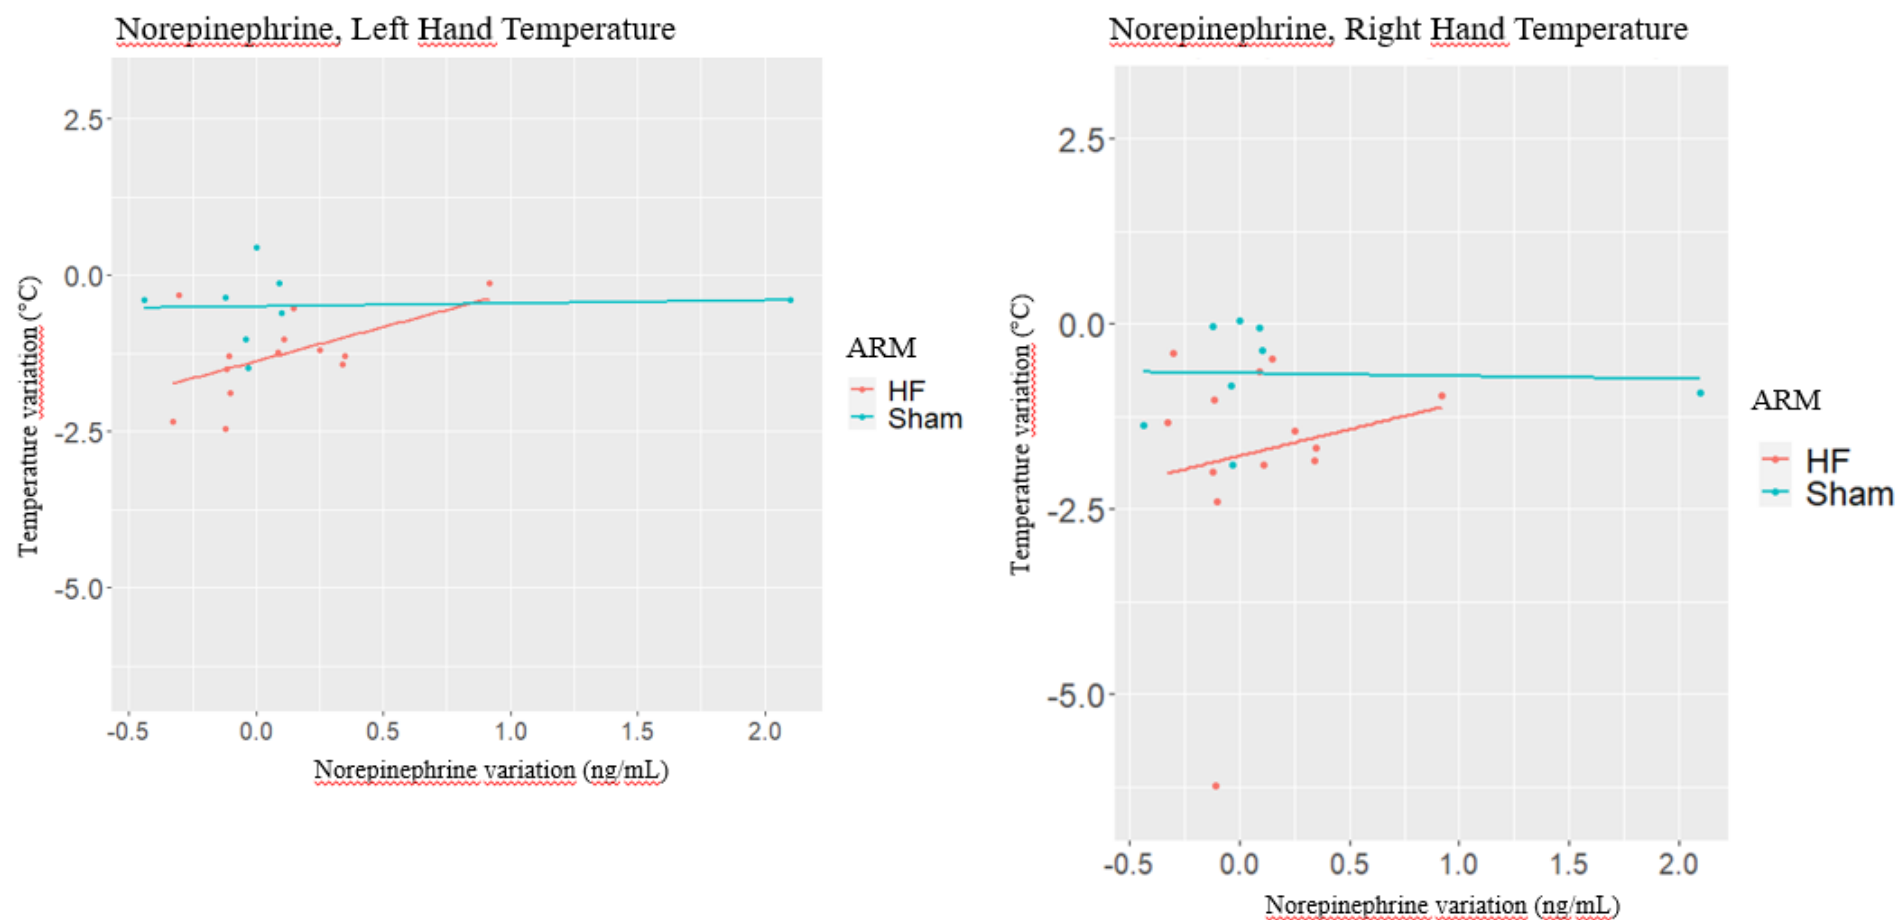 Norepinephrine, Left Hand Temperature
2.5
0.0
-2.5
-5.0
Temperature variation (°C)
-0.5 0.0 0.5 1.0 1.5 2.0
Norepinephrine variation (ng/mL)
ARM
HF
Sham
Norepinephrine, Right Hand Temperature
2.5
0.0
-2.5
-5.0
Temperature variation (°C)
-0.5 0.0 0.5 1.0 1.5 2.0
Norepinephrine variation (ng/mL)
ARM
HF
Sham